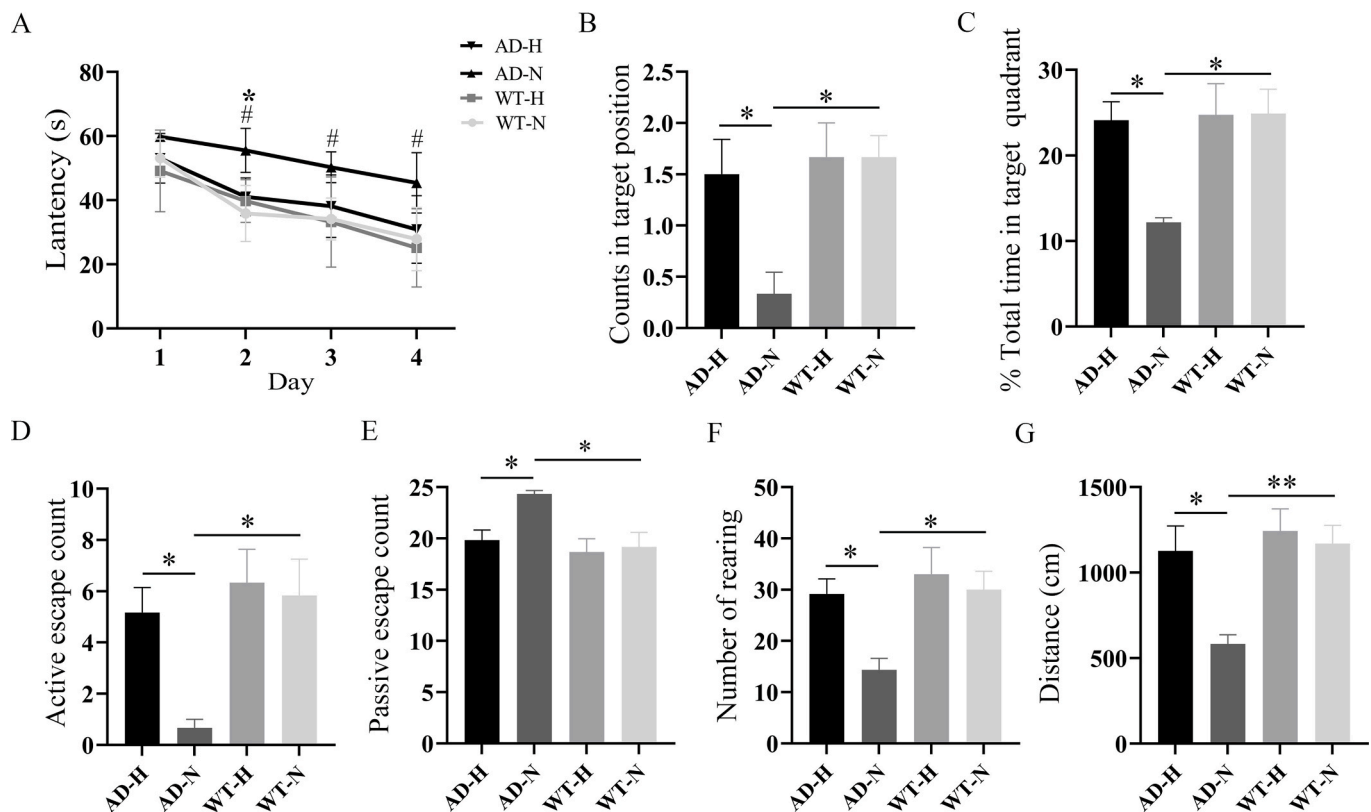 A
Lantency (s)
80
60
40
20
0
*
#
#
#
1 2 3 4
Day
AD-H
AD-N
WT-H
WT-N
B
Counts in target position
2.5
2.0
1.5
1.0
0.5
0.0
*
*
AD-H AD-N WT-H WT-N
C
% Total time in target quadrant
30
20
10
0
*
*
AD-H AD-N WT-H WT-N
D
Active escape count
10
8
6
4
2
0
*
*
AD-H AD-N WT-H WT-N
E
Passive escape count
25
20
15
10
5
0
*
*
AD-H AD-N WT-H WT-N
F
Number of rearing
50
40
30
20
10
0
*
*
AD-H AD-N WT-H WT-N
G
Distance (cm)
1500
1000
500
0
*
**
AD-H AD-N WT-H WT-N